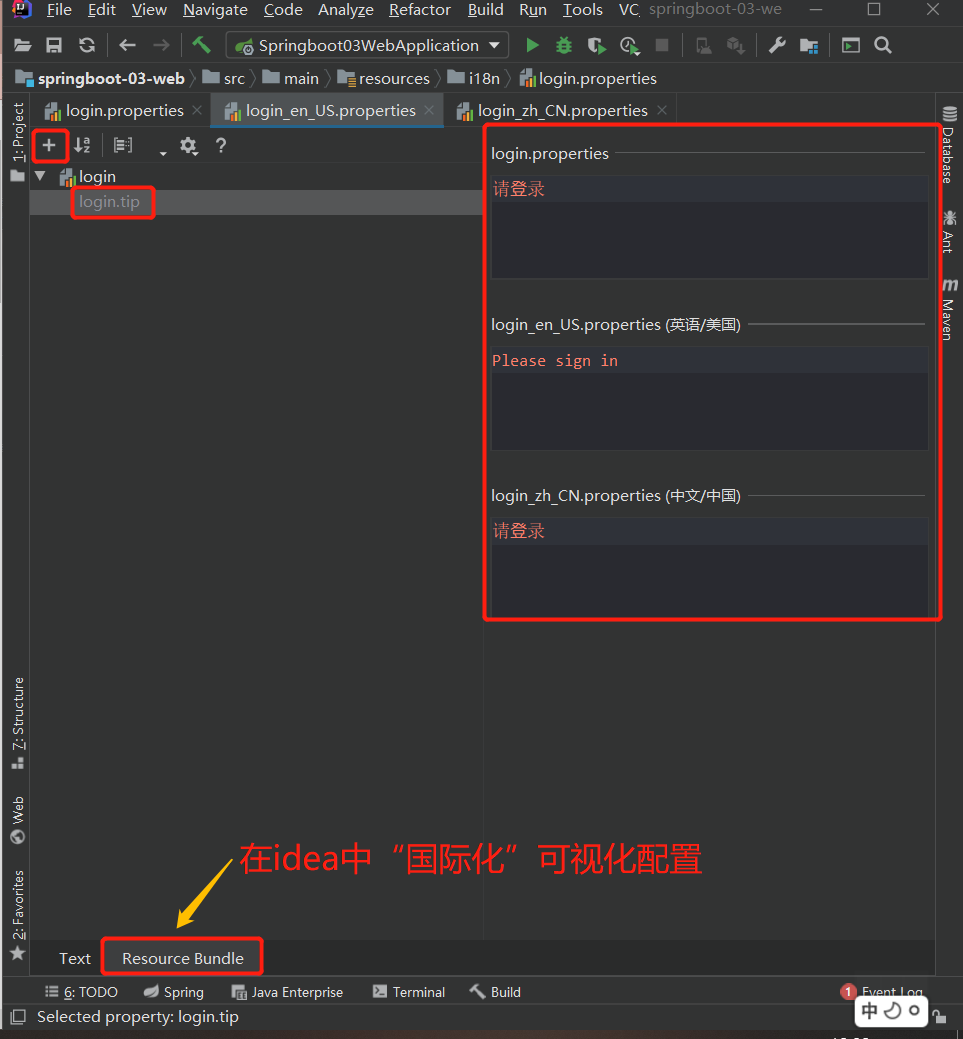 File Edit View Navigate Code Analyze Refactor Build Run Tools VC springboot-03-we
Springboot03WebApplication
springboot-03-web src main resources i18n login.properties
login.properties login_en_US.properties login_zh_CN.properties
1: Project
login
login.tip
login.properties
请登录
login_en_US.properties (英语/美国)
Please sign in
login_zh_CN.properties (中文/中国)
请登录
Database
Ant
Maven
7: Structure
Web
2: Favorites
在idea中“国际化”可视化配置
Text Resource Bundle
6: TODO Spring Java Enterprise Terminal Build 1 Event Log
Selected property: login.tip
中